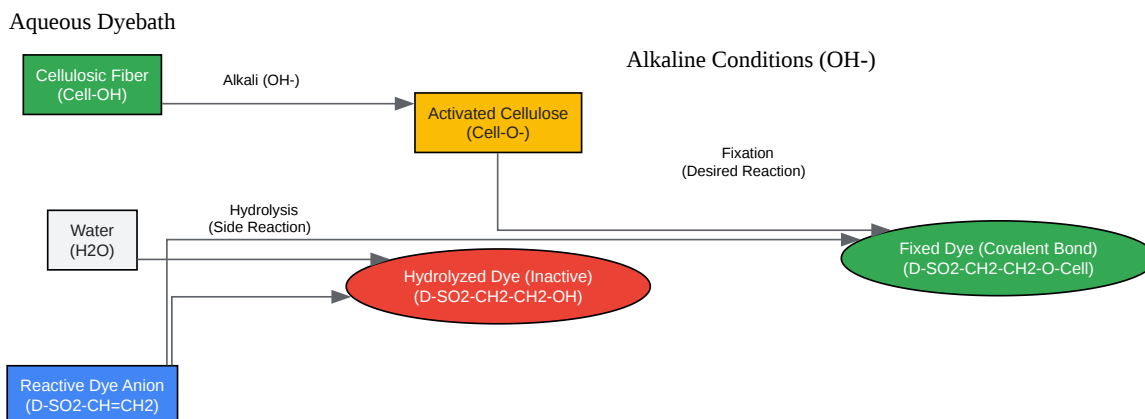 Aqueous Dyebath
Alkaline Conditions (OH-)
Cellulosic Fiber
(Cell-OH)
Alkali (OH-)
Activated Cellulose
(Cell-O-)
Fixation
(Desired Reaction)
Water
(H2O)
Hydrolysis
(Side Reaction)
Fixed Dye (Covalent Bond)
(D-SO2-CH2-CH2-O-Cell)
Hydrolyzed Dye (Inactive)
(D-SO2-CH2-CH2-OH)
Reactive Dye Anion
(D-SO2-CH=CH2)